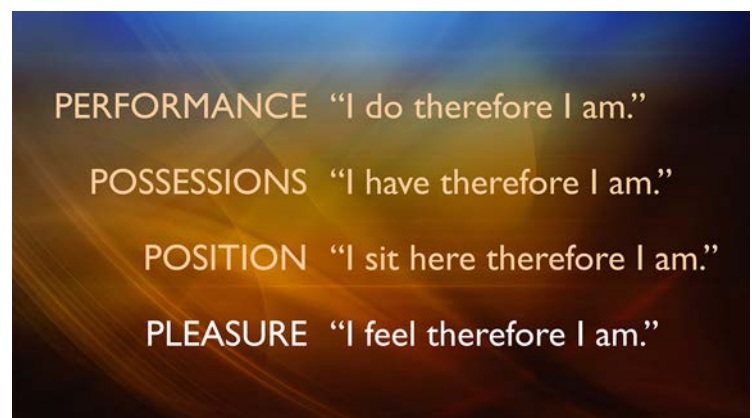 PERFORMANCE “I do therefore I am.”
POSSESSIONS “I have therefore I am.”
POSITION “I sit here therefore I am.”
PLEASURE “I feel therefore I am.”